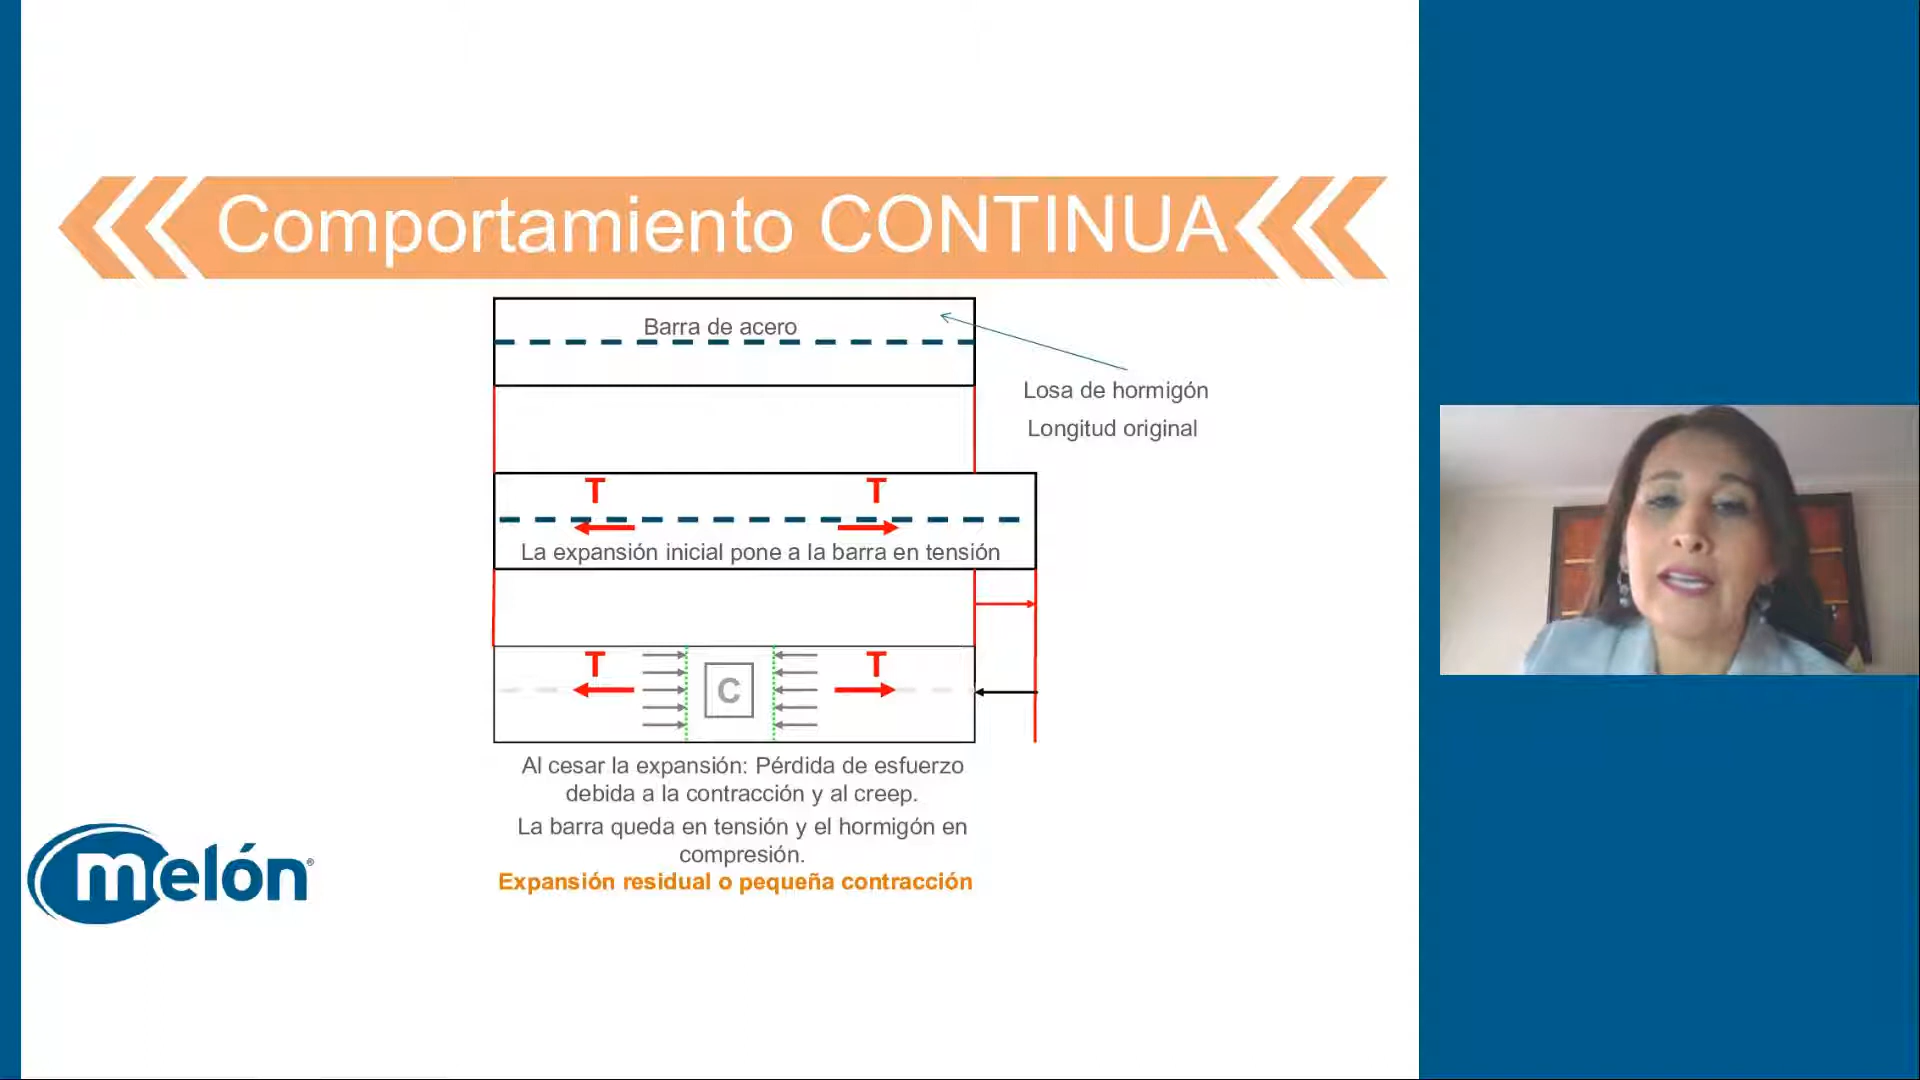 Comportamiento CONTINUA
Barra de acero
Losa de hormigón
Longitud original
T T
La expansión inicial pone a la barra en tensión
T C T
Al cesar la expansión: Pérdida de esfuerzo
debida a la contracción y al creep.
La barra queda en tensión y el hormigón en
compresión.
Expansión residual o pequeña contracción
melón®